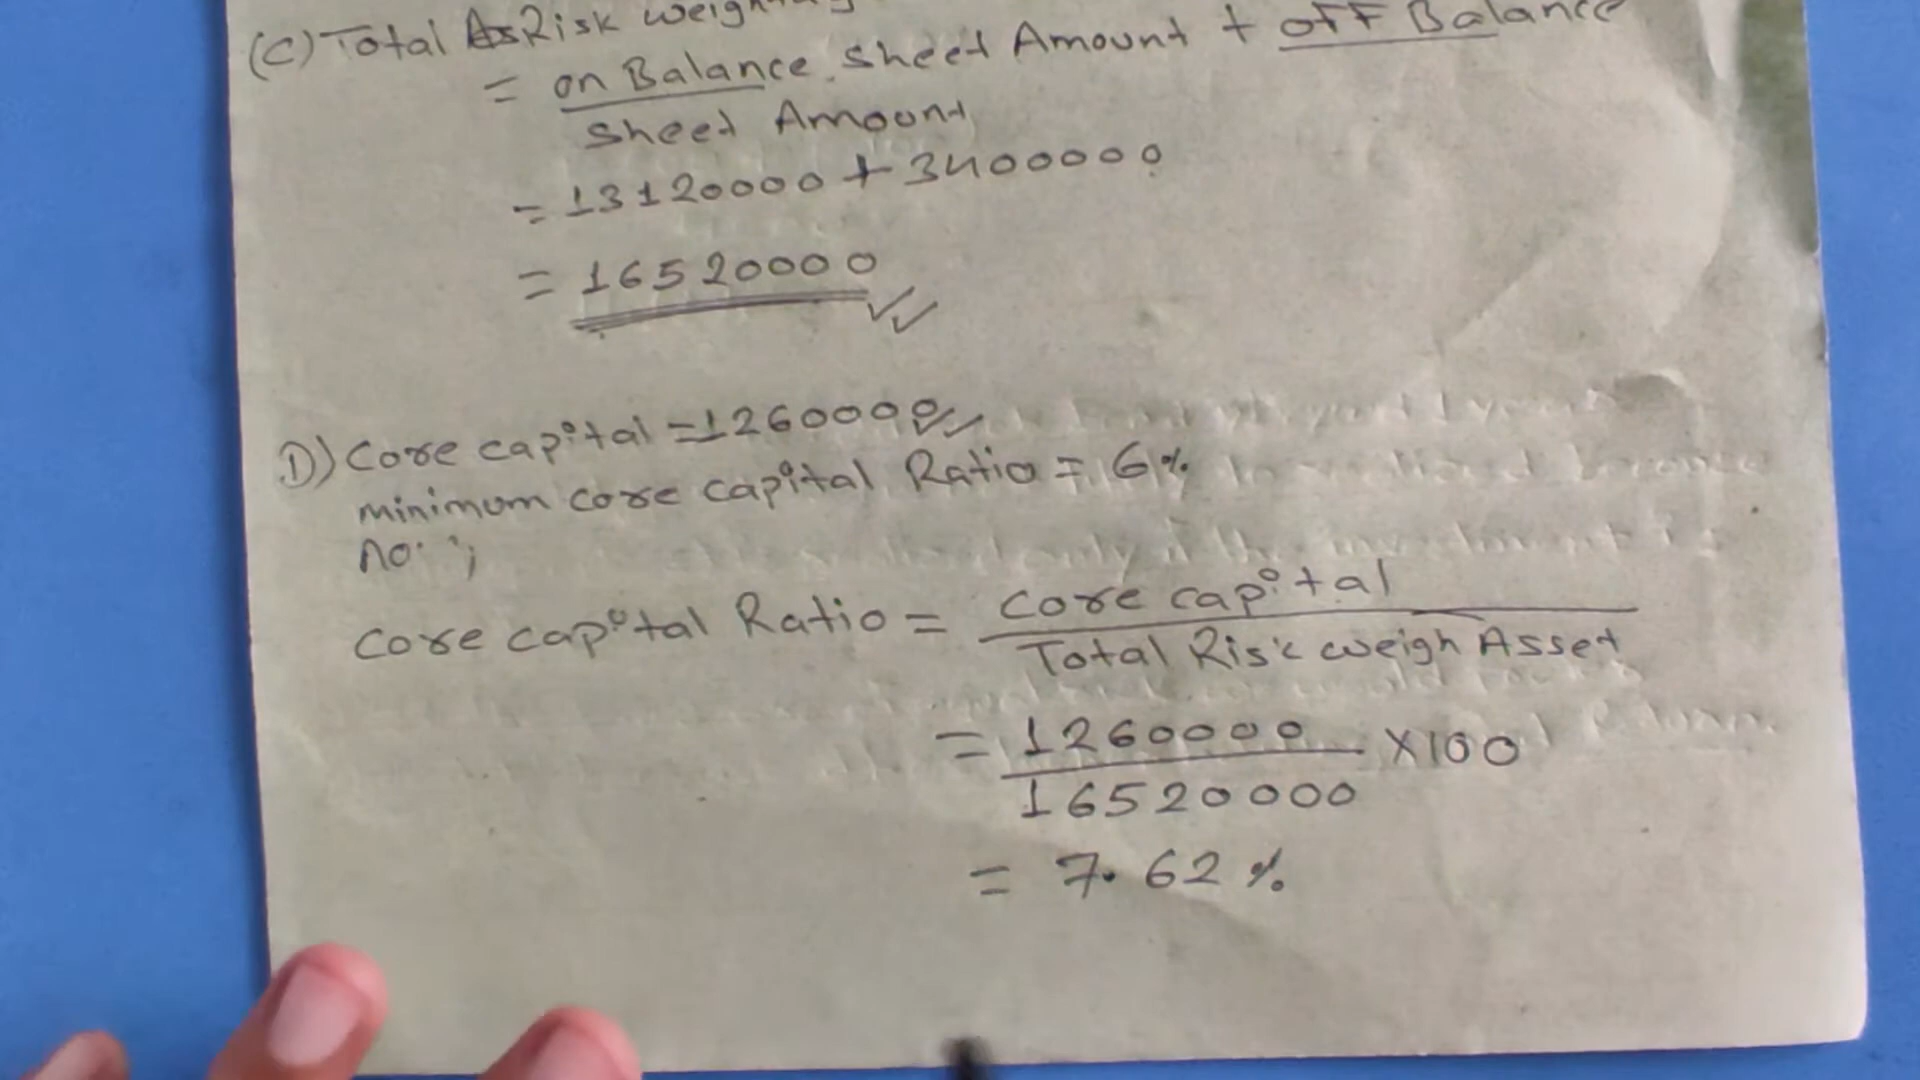 (C) Total Risk
= on Balance sheet Amount + off Balance
sheet Amount
= 13120000 + 3400000
= 16520000
D) Core capital = 1260000
minimum core capital Ratio = 6%
no. ;
core capital Ratio = core capital
Total Risk weigh Asset
= 1260000 X100
16520000
= 7.62 %